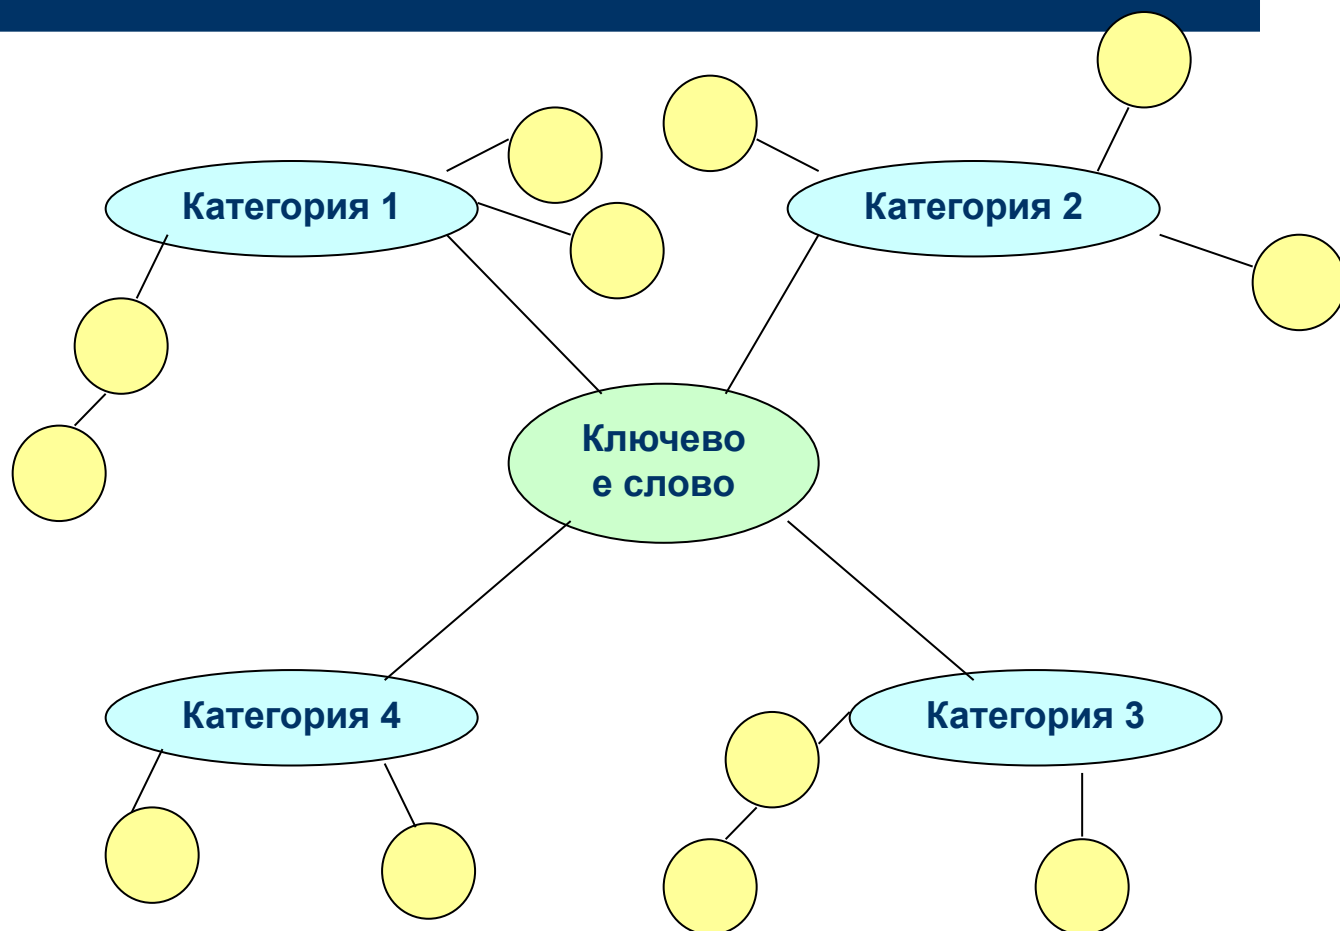 Категория 1
Категория 2
Ключево
е слово
Категория 4
Категория 3